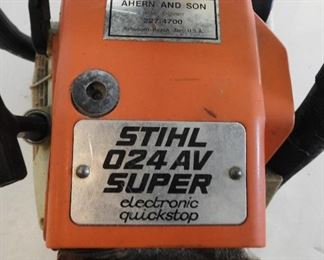 AHERN AND SON
227-4700
STIHL
024 AV
SUPER
electronic
quickstop